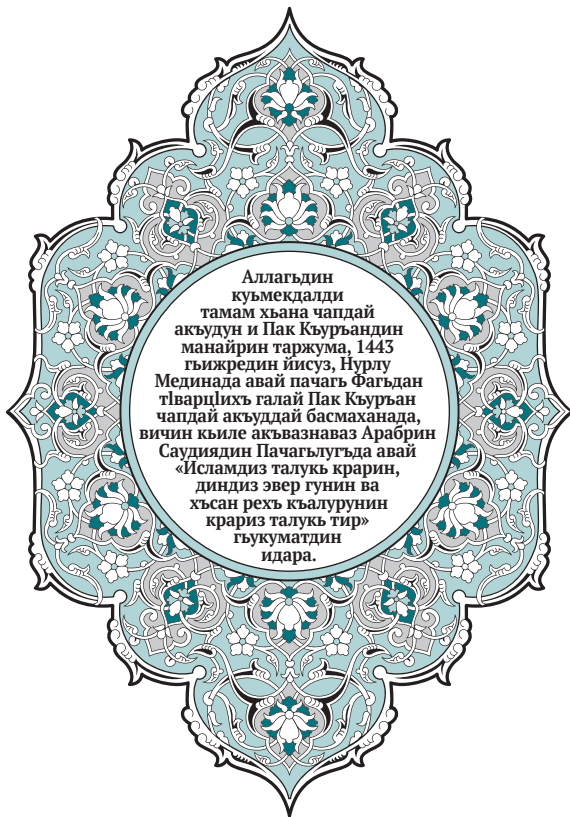 Аллагьдин
куьмекдалди
тамам хьана чапдай
акъудун и Пак Къуръандин
манайрин таржума, 1443
гьижредин йисуз, Нурлу
Мединада авай пачагь Фагьдан
тӀварцӀихъ галай Пак Къуръан
чапдай акъуддай басмаханада,
вичин кьиле акъвазнаваз Арабрин
Саудиядин Пачагьлугъда авай
«Исламдиз талукь крарин,
диндиз эвер гунин ва
хъсан рехъ къалурунин
крариз талукь тир»
гьукуматдин
идара.